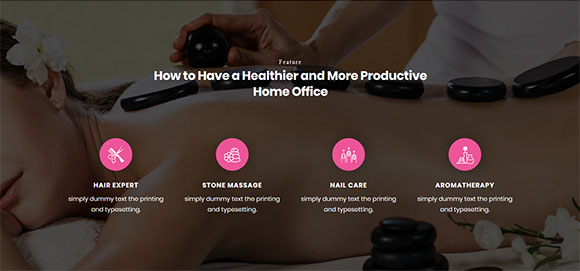 Feature
How to Have a Healthier and More Productive
Home Office
HAIR EXPERT
simply dummy text the printing
and typesetting.
STONE MASSAGE
simply dummy text the printing
and typesetting.
NAIL CARE
simply dummy text the printing
and typesetting.
AROMATHERAPY
simply dummy text the printing
and typesetting.